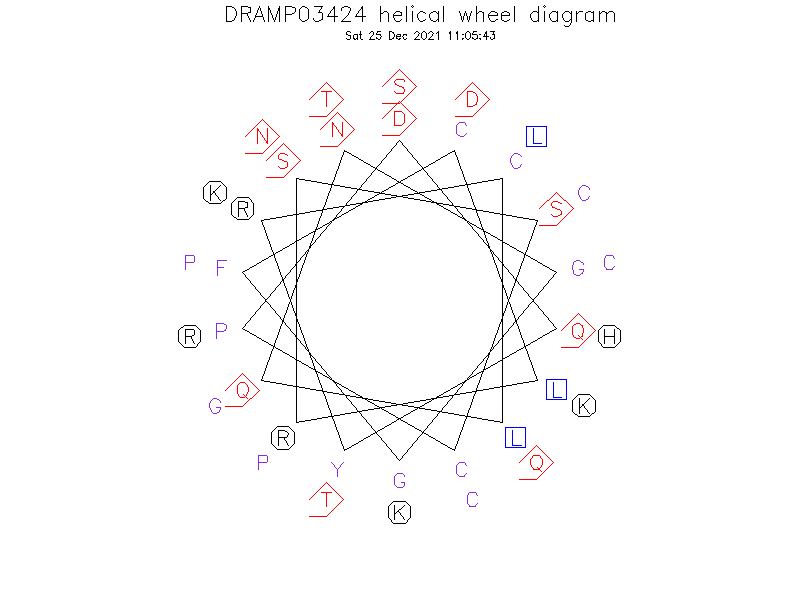 DRAMP03424 helical wheel diagram
Sat 25 Dec 2021 11:05:43
S
T D
D
N C
N L
S C
K C
R S
P F G C
R P Q H
Q L
G K
R L
P Q
Y C
G
T C
K